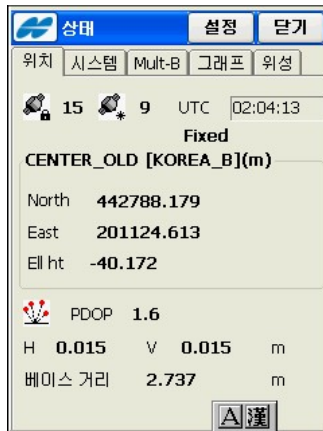 상태 설정 닫기
위치 시스템 Mult-B 그래프 위성
15 9 UTC 02:04:13
Fixed
CENTER_OLD [KOREA_B](m)
North 442788.179
East 201124.613
Ell ht -40.172
PDOP 1.6
H 0.015 V 0.015 m
베이스 거리 2.737 m
A 漢